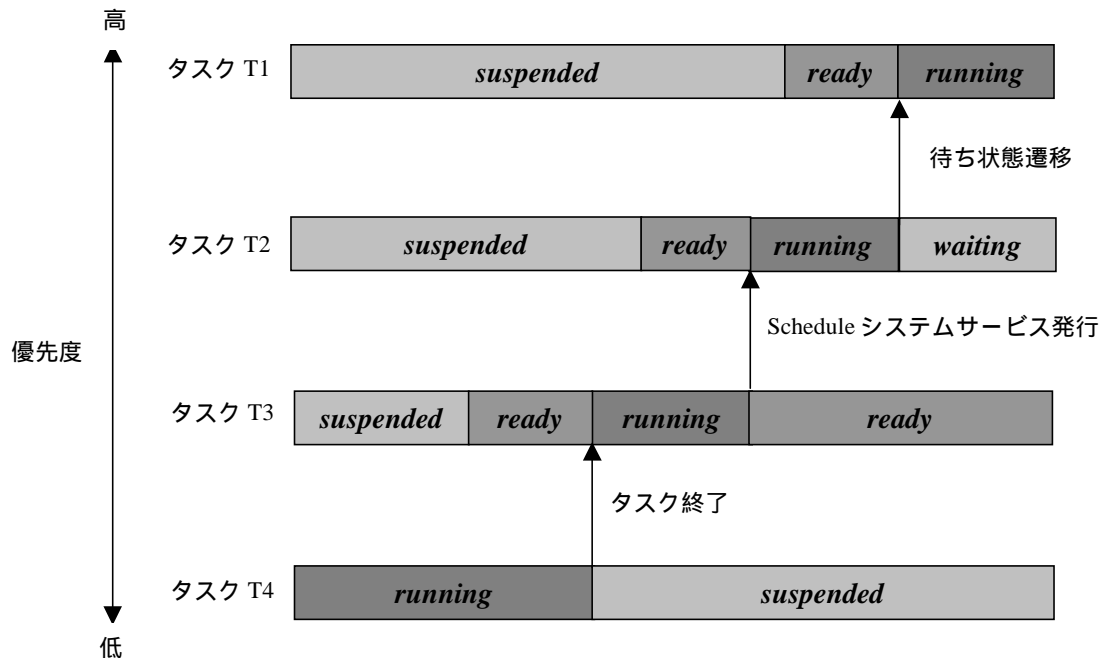 高
タスク T1
suspended
ready
running
待ち状態遷移
タスク T2
suspended
ready
running
waiting
Schedule システムサービス発行
優先度
タスク T3
suspended
ready
running
ready
タスク終了
タスク T4
running
suspended
低